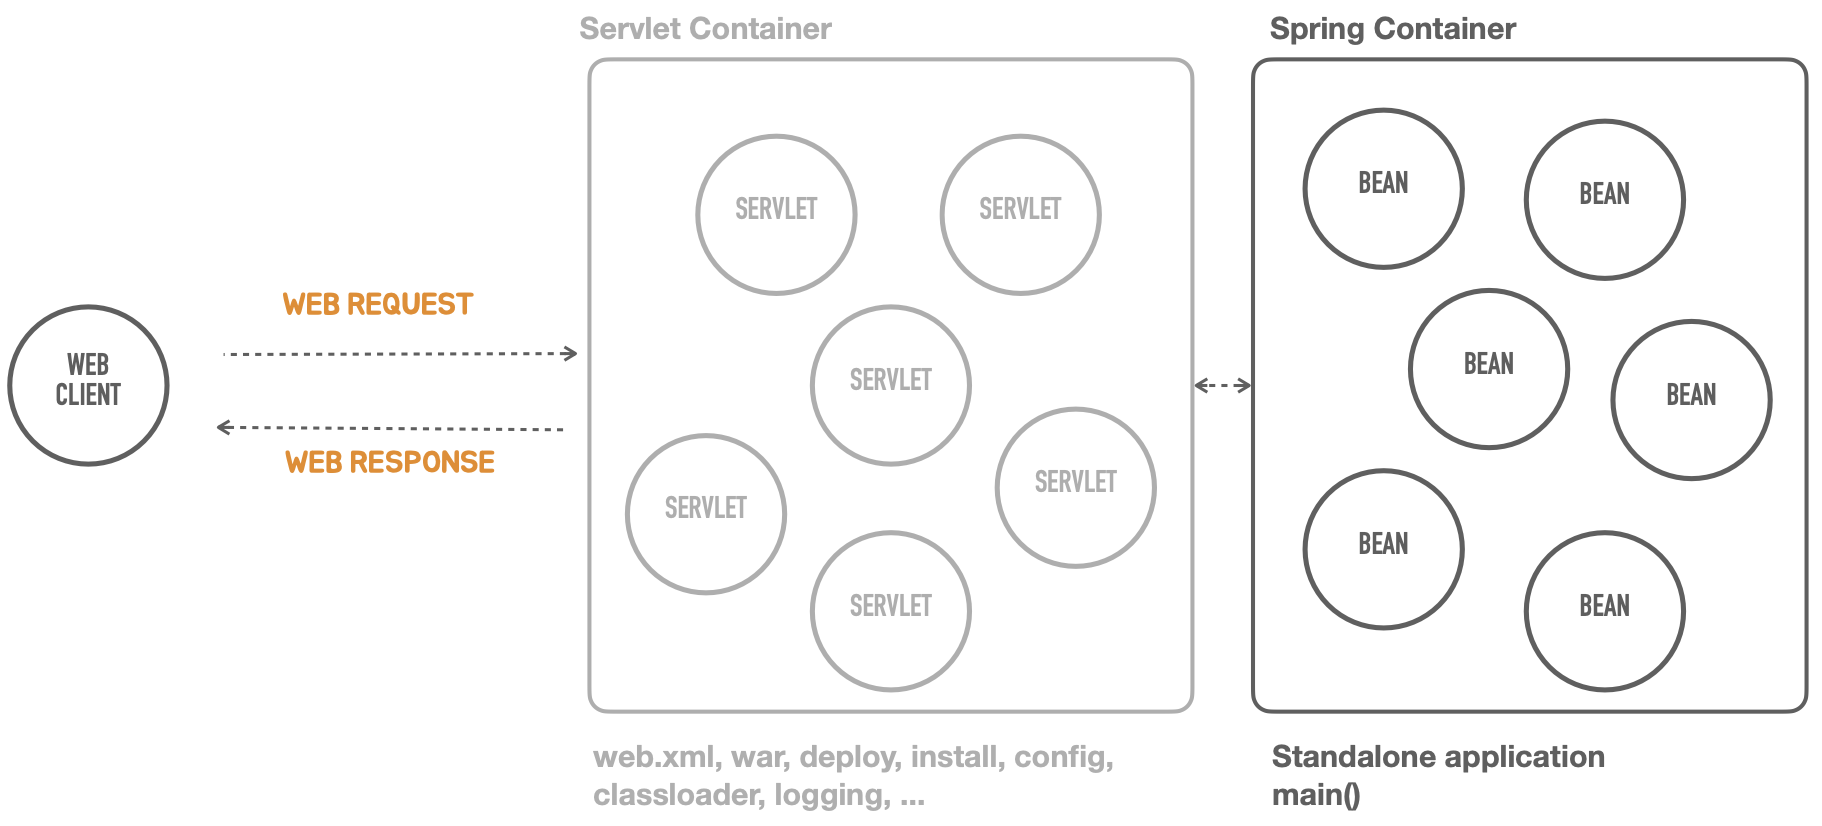 Servlet Container
Spring Container
SERVLET
SERVLET
SERVLET
SERVLET
SERVLET
SERVLET
BEAN
BEAN
BEAN
BEAN
BEAN
BEAN
WEB REQUEST
WEB
CLIENT
WEB RESPONSE
web.xml, war, deploy, install, config,
classloader, logging, ...
Standalone application
main()